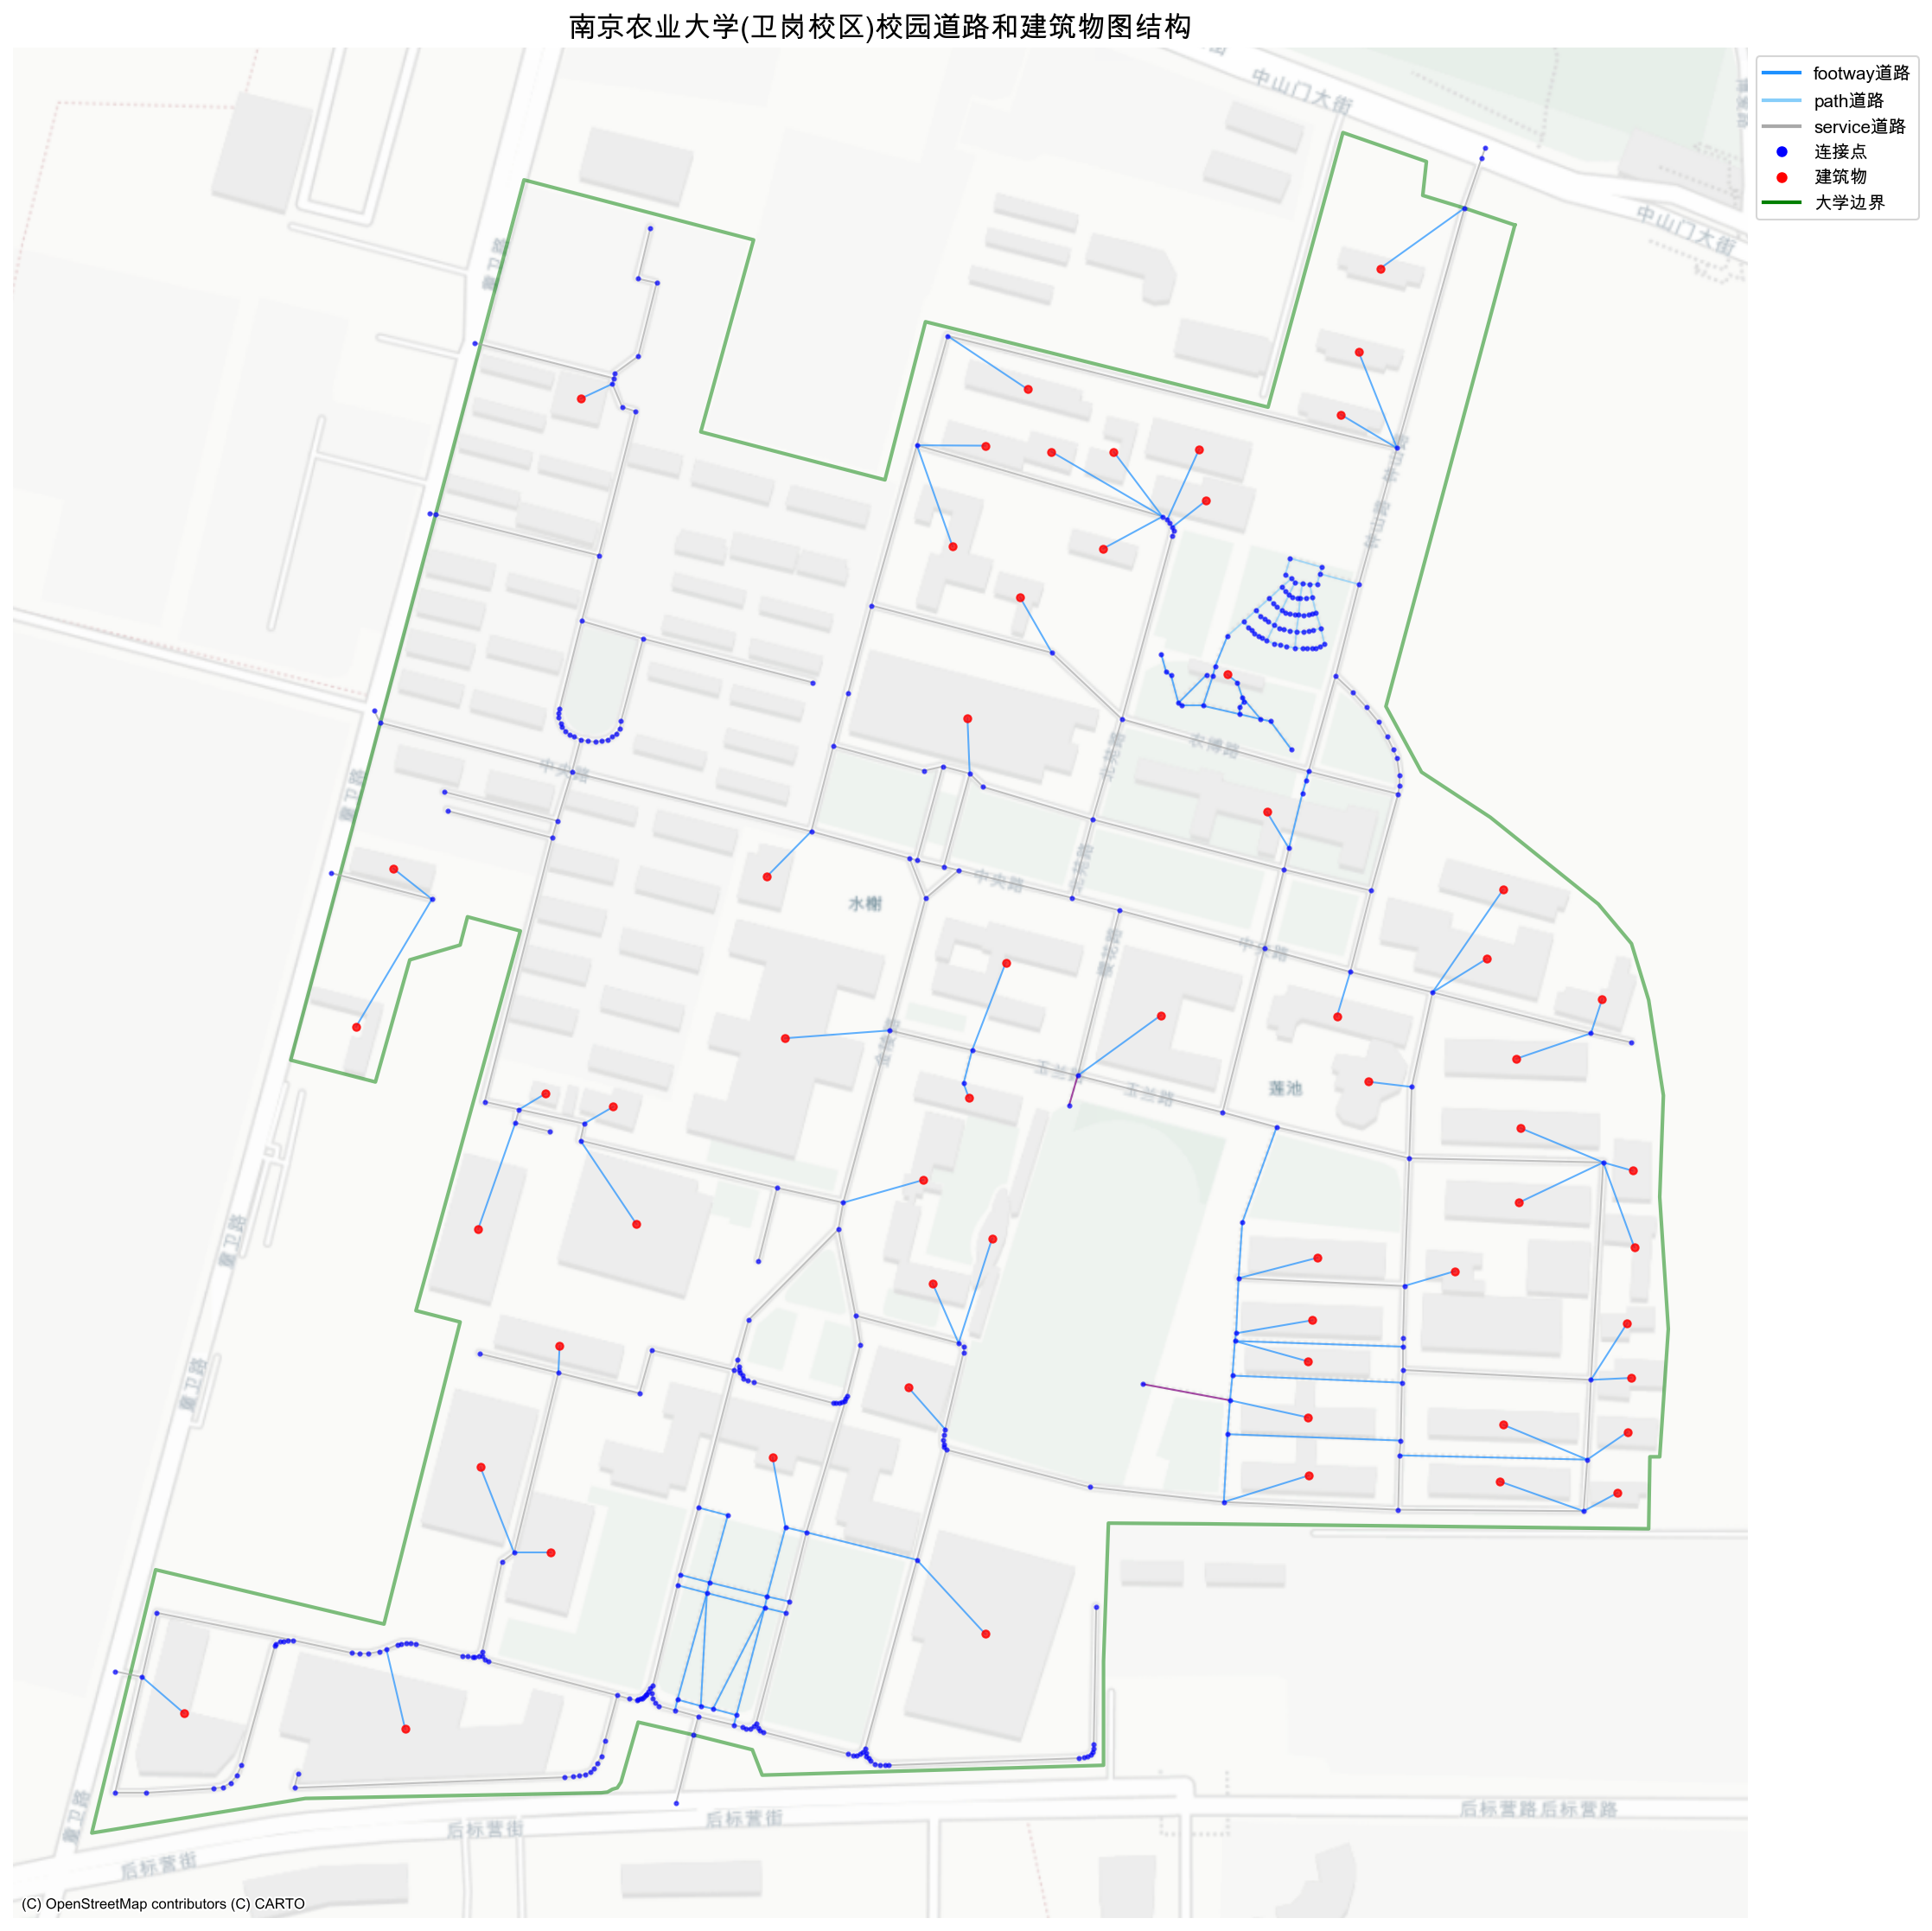 南京农业大学(卫岗校区)校园道路和建筑物图结构
footway道路
path道路
service道路
连接点
建筑物
大学边界
中山门大街
中山门大街
童卫路
钟山路
钟山路
农博路
北苑路
中央路
童卫路
北苑路
中央路
水榭
樱花路
中央路
金陵路
玉兰路
玉兰路
莲池
童卫路
童卫路
童卫路
后标营路后标营路
后标营街
后标营街
后标营街
(C) OpenStreetMap contributors (C) CARTO